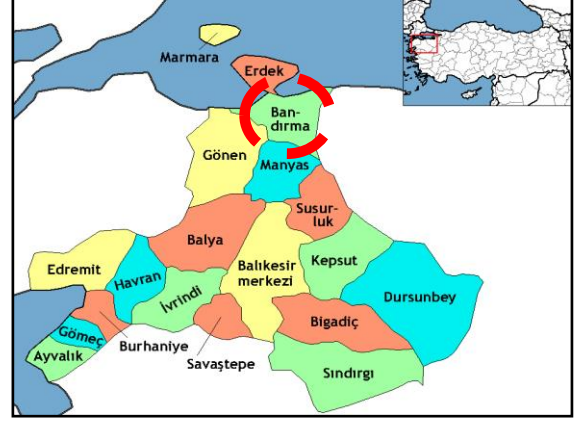 Marmara
Erdek
Ban-
dırma
Gönen
Manyas
Susur-
luk
Balya
Edremit
Havran
Balıkesir
merkezi
Kepsut
İvrindi
Dursunbey
Gömeç
Bigadiç
Burhaniye
Ayvalık
Savaştepe
Sındırgı